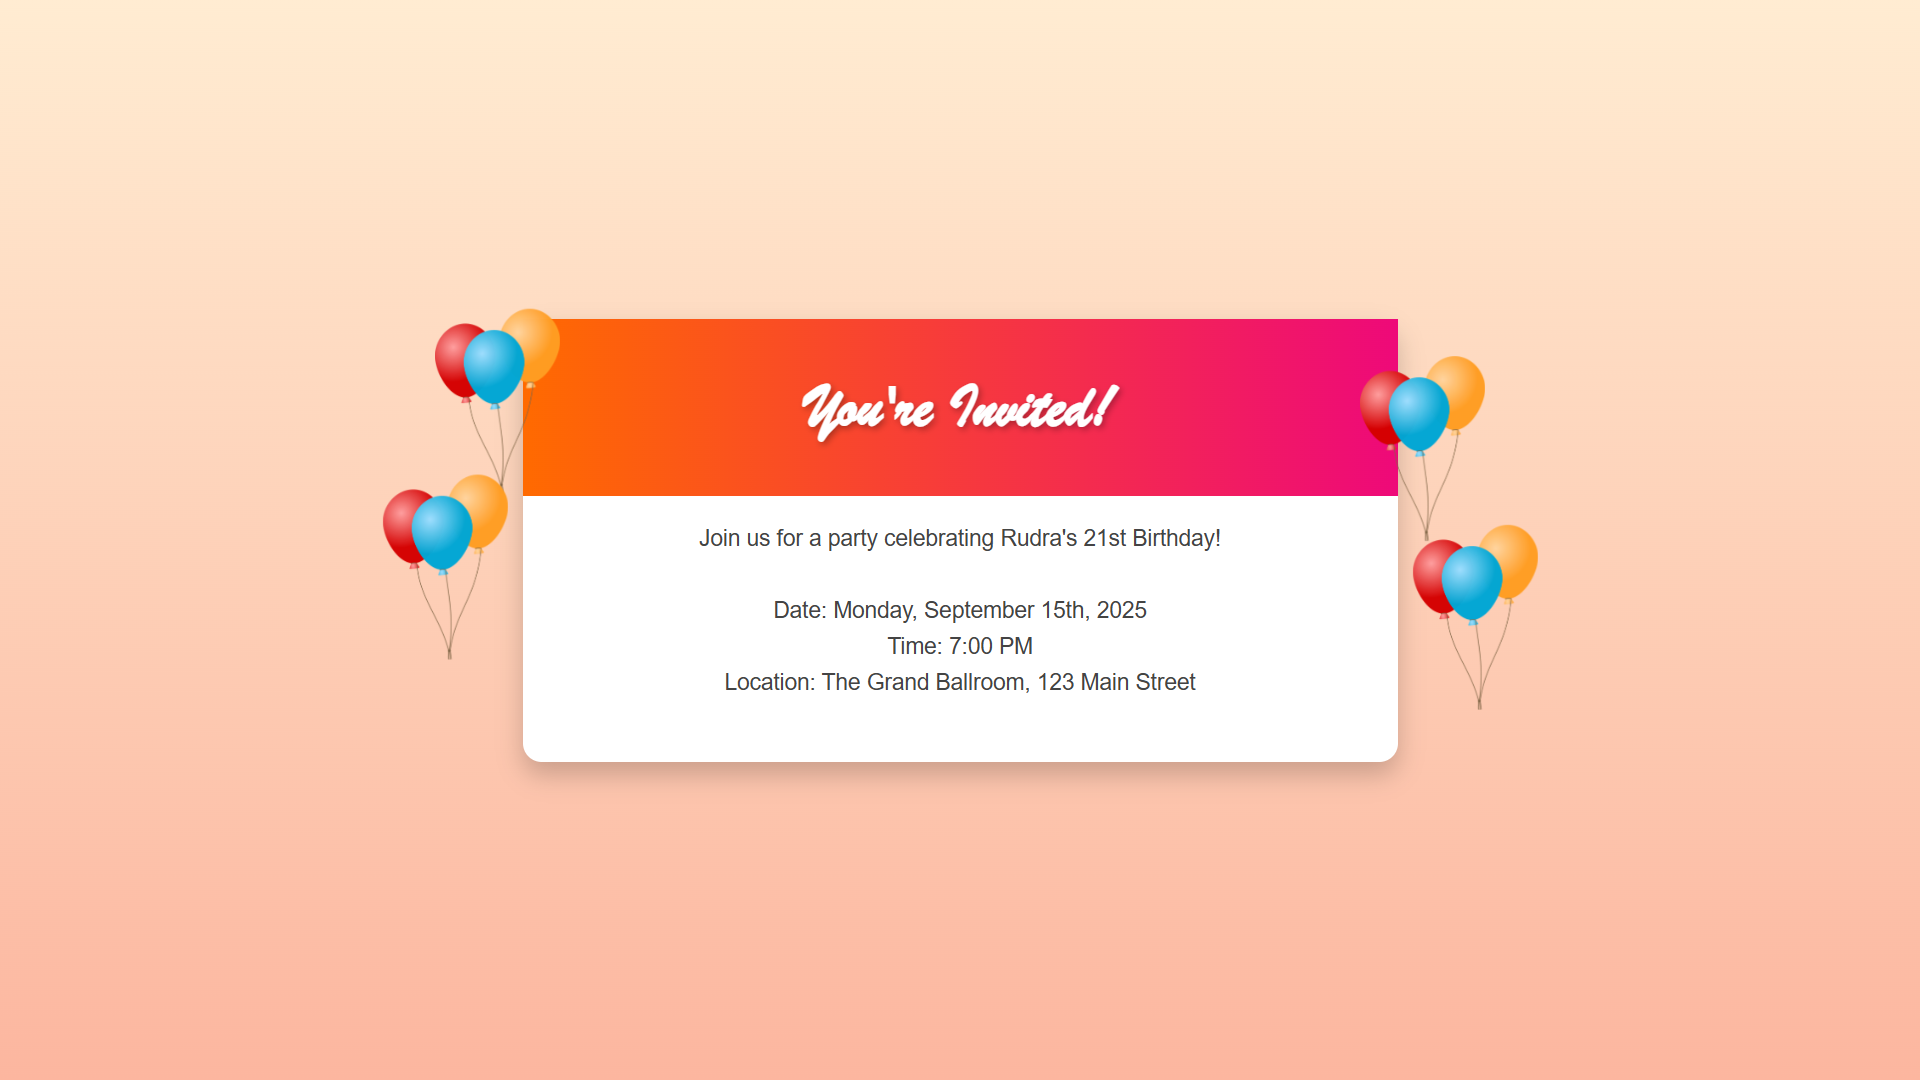 You're Invited!
Join us for a party celebrating Rudra's 21st Birthday!
Date: Monday, September 15th, 2025
Time: 7:00 PM
Location: The Grand Ballroom, 123 Main Street